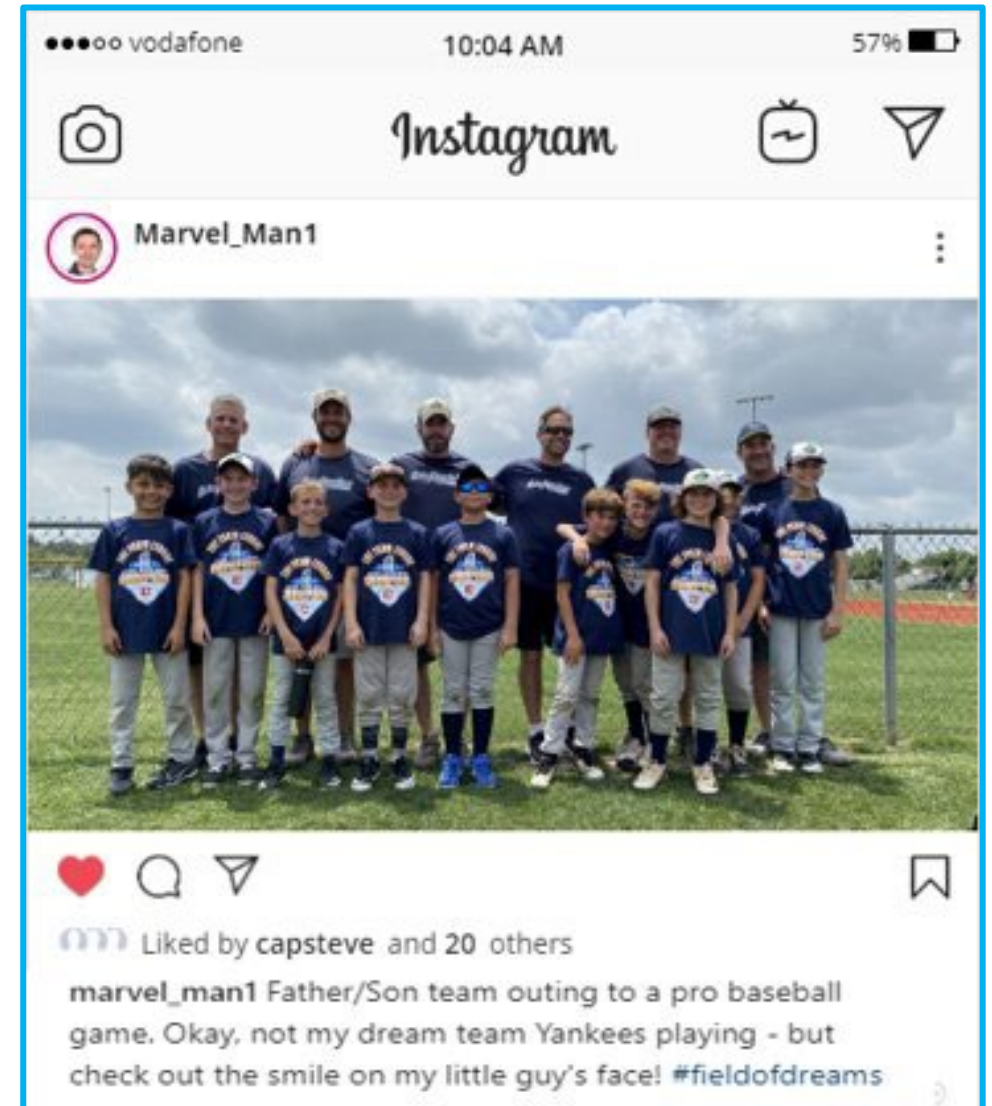 vodafone 10:04 AM 57%
Instagram
Marvel_Man1
Liked by capsteve and 20 others
marvel_man1 Father/Son team outing to a pro baseball
game. Okay, not my dream team Yankees playing - but
check out the smile on my little guy's face! #fieldofdreams